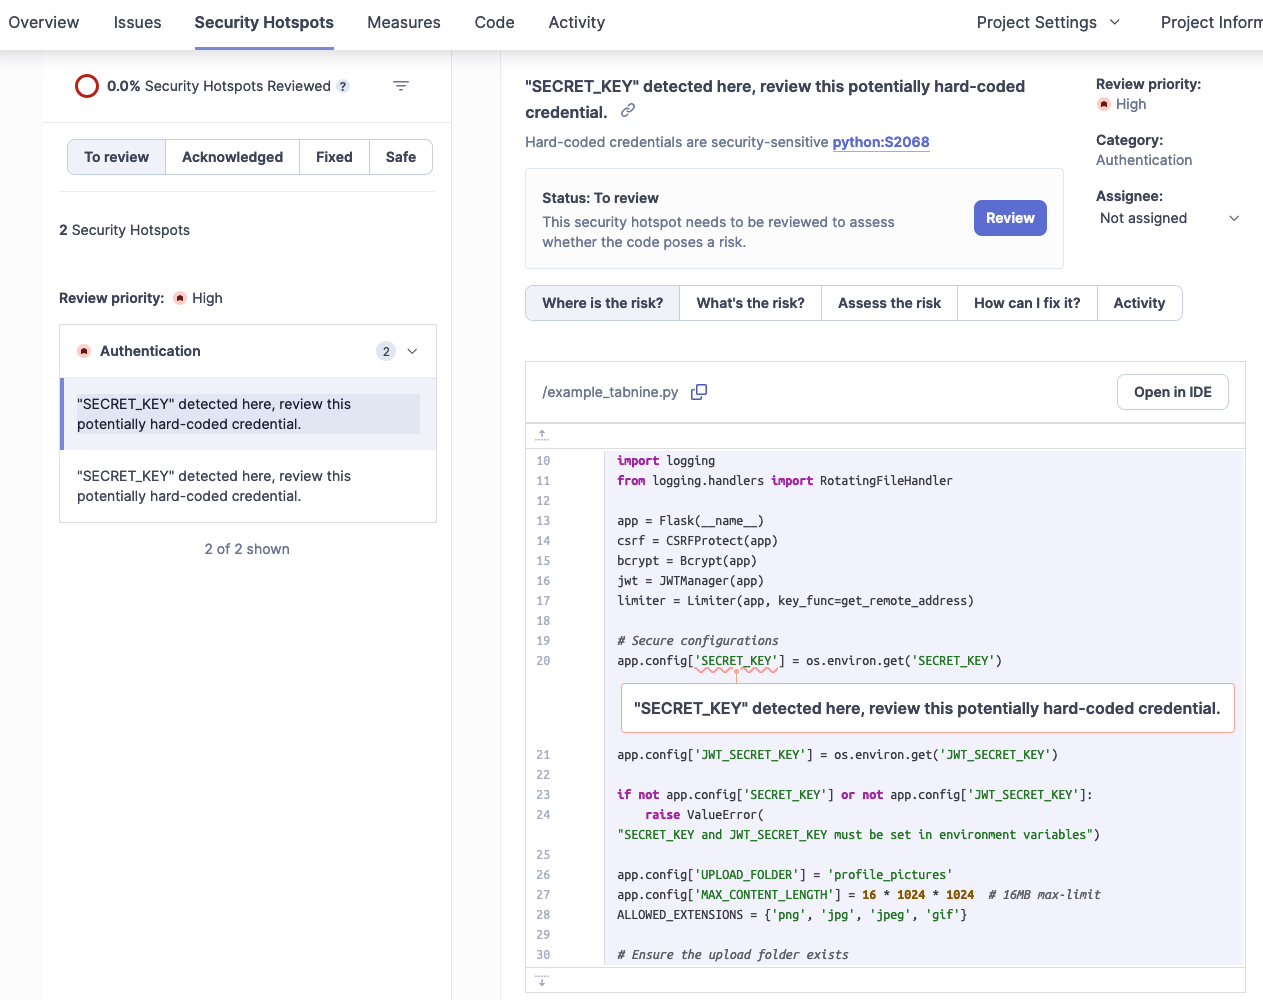 Overview Issues Security Hotspots Measures Code Activity Project Settings Project Inform
0.0% Security Hotspots Reviewed ?
To review Acknowledged Fixed Safe
2 Security Hotspots
Review priority: High
Authentication 2
"SECRET_KEY" detected here, review this
potentially hard-coded credential.
"SECRET_KEY" detected here, review this
potentially hard-coded credential.
2 of 2 shown
"SECRET_KEY" detected here, review this potentially hard-coded
credential.
Hard-coded credentials are security-sensitive python:S2068
Status: To review
This security hotspot needs to be reviewed to assess
whether the code poses a risk.
Review
Review priority:
High
Category:
Authentication
Assignee:
Not assigned
Where is the risk? What's the risk? Assess the risk How can I fix it? Activity
/example_tabnine.py Open in IDE
10 import logging
11 from logging.handlers import RotatingFileHandler
12
13 app = Flask(__name__)
14 csrf = CSRFProtect(app)
15 bcrypt = Bcrypt(app)
16 jwt = JWTManager(app)
17 limiter = Limiter(app, key_func=get_remote_address)
18
19 # Secure configurations
20 app.config['SECRET_KEY'] = os.environ.get('SECRET_KEY')
"SECRET_KEY" detected here, review this potentially hard-coded credential.
21 app.config['JWT_SECRET_KEY'] = os.environ.get('JWT_SECRET_KEY')
22
23 if not app.config['SECRET_KEY'] or not app.config['JWT_SECRET_KEY']:
24 raise ValueError(
"SECRET_KEY and JWT_SECRET_KEY must be set in environment variables")
25
26 app.config['UPLOAD_FOLDER'] = 'profile_pictures'
27 app.config['MAX_CONTENT_LENGTH'] = 16 * 1024 * 1024 # 16MB max-limit
28 ALLOWED_EXTENSIONS = {'png', 'jpg', 'jpeg', 'gif'}
29
30 # Ensure the upload folder exists